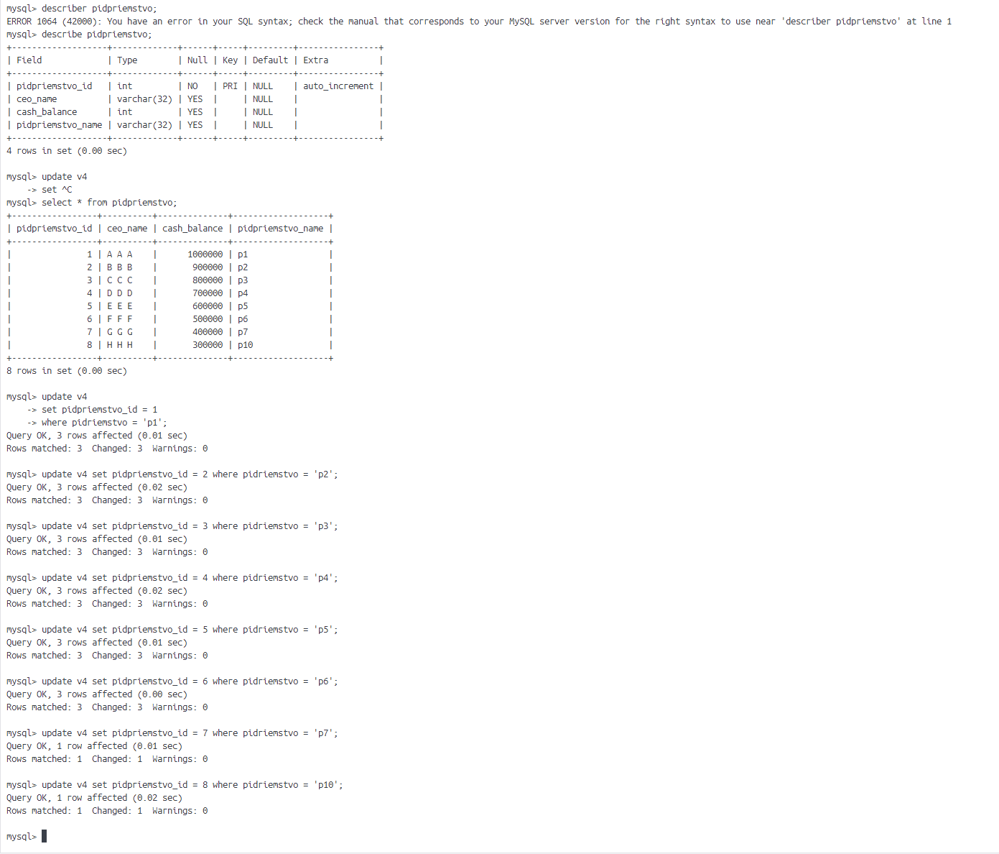 mysql> describer pidpriemstvo;
ERROR 1064 (42000): You have an error in your SQL syntax; check the manual that corresponds to your MySQL server version for the right syntax to use near 'describer pidpriemstvo' at line 1
mysql> describe pidpriemstvo;
+-------------------+-------------+------+-----+---------+----------------+
| Field             | Type        | Null | Key | Default | Extra          |
+-------------------+-------------+------+-----+---------+----------------+
| pidpriemstvo_id   | int         | NO   | PRI | NULL    | auto_increment |
| ceo_name          | varchar(32) | YES  |     | NULL    |                |
| cash_balance      | int         | YES  |     | NULL    |                |
| pidpriemstvo_name | varchar(32) | YES  |     | NULL    |                |
+-------------------+-------------+------+-----+---------+----------------+
4 rows in set (0.00 sec)

mysql> update v4
    -> set ^C
mysql> select * from pidpriemstvo;
+-----------------+----------+--------------+-------------------+
| pidpriemstvo_id | ceo_name | cash_balance | pidpriemstvo_name |
+-----------------+----------+--------------+-------------------+
|               1 | A A A    |      1000000 | p1                |
|               2 | B B B    |       900000 | p2                |
|               3 | C C C    |       800000 | p3                |
|               4 | D D D    |       700000 | p4                |
|               5 | E E E    |       600000 | p5                |
|               6 | F F F    |       500000 | p6                |
|               7 | G G G    |       400000 | p7                |
|               8 | H H H    |       300000 | p10               |
+-----------------+----------+--------------+-------------------+
8 rows in set (0.00 sec)

mysql> update v4
    -> set pidpriemstvo_id = 1
    -> where pidriemstvo = 'p1';
Query OK, 3 rows affected (0.01 sec)
Rows matched: 3  Changed: 3  Warnings: 0

mysql> update v4 set pidpriemstvo_id = 2 where pidriemstvo = 'p2';
Query OK, 3 rows affected (0.02 sec)
Rows matched: 3  Changed: 3  Warnings: 0

mysql> update v4 set pidpriemstvo_id = 3 where pidriemstvo = 'p3';
Query OK, 3 rows affected (0.01 sec)
Rows matched: 3  Changed: 3  Warnings: 0

mysql> update v4 set pidpriemstvo_id = 4 where pidriemstvo = 'p4';
Query OK, 3 rows affected (0.02 sec)
Rows matched: 3  Changed: 3  Warnings: 0

mysql> update v4 set pidpriemstvo_id = 5 where pidriemstvo = 'p5';
Query OK, 3 rows affected (0.01 sec)
Rows matched: 3  Changed: 3  Warnings: 0

mysql> update v4 set pidpriemstvo_id = 6 where pidriemstvo = 'p6';
Query OK, 3 rows affected (0.00 sec)
Rows matched: 3  Changed: 3  Warnings: 0

mysql> update v4 set pidpriemstvo_id = 7 where pidriemstvo = 'p7';
Query OK, 1 row affected (0.01 sec)
Rows matched: 1  Changed: 1  Warnings: 0

mysql> update v4 set pidpriemstvo_id = 8 where pidriemstvo = 'p10';
Query OK, 1 row affected (0.02 sec)
Rows matched: 1  Changed: 1  Warnings: 0

mysql>